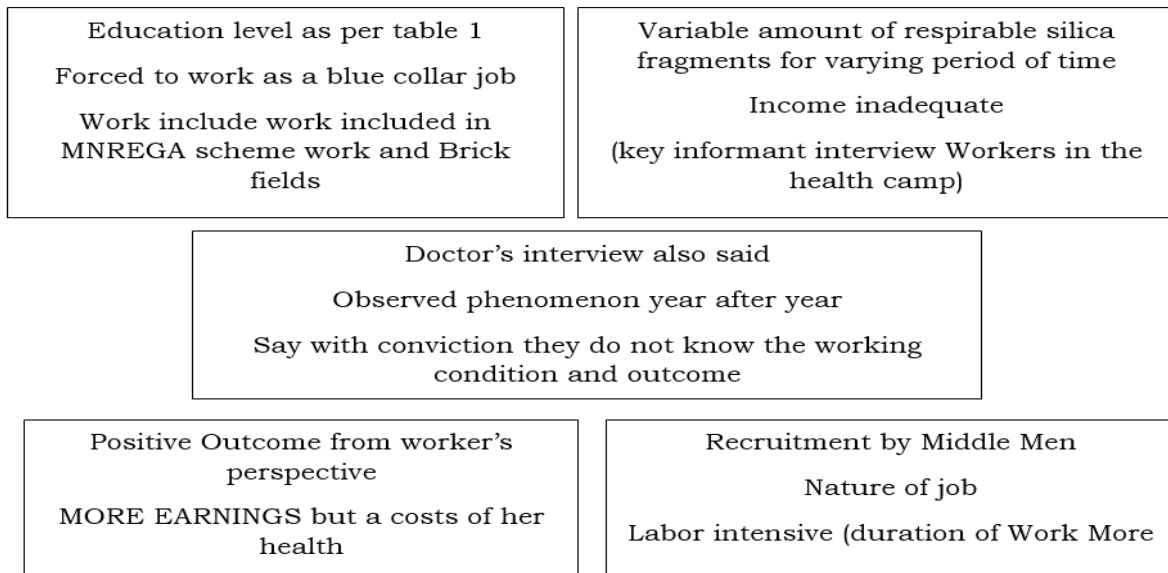 Education level as per table 1
Forced to work as a blue collar job
Work include work included in
MNREGA scheme work and Brick
fields
Variable amount of respirable silica
fragments for varying period of time
Income inadequate
(key informant interview Workers in the
health camp)
Doctor’s interview also said
Observed phenomenon year after year
Say with conviction they do not know the working
condition and outcome
Positive Outcome from worker’s
perspective
MORE EARNINGS but a costs of her
health
Recruitment by Middle Men
Nature of job
Labor intensive (duration of Work More